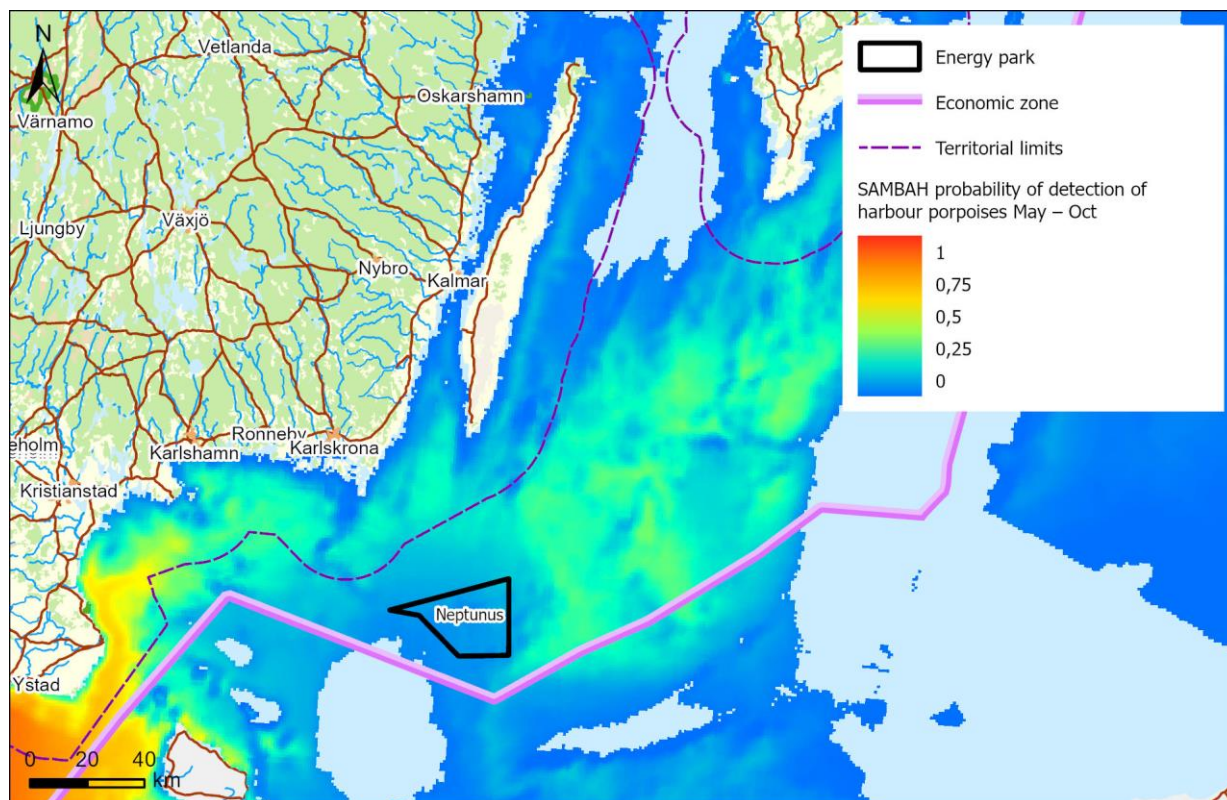 N
Vetlanda
Oskarshamn
Värnamo
Växjö
Ljungby
Nybro
Kalmar
Ronneby
eholm
Karlshamn
Karlskrona
Kristianstad
Neptunus
Ystad
0 20 40
km
Energy park
Economic zone
Territorial limits
SAMBAH probability of detection of
harbour porpoises May – Oct
1
0,75
0,5
0,25
0